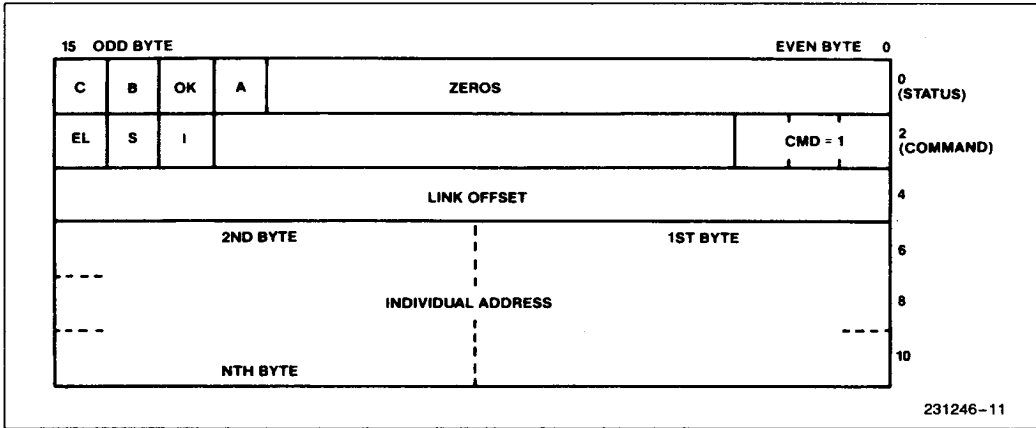 15 ODD BYTE EVEN BYTE 0
C B OK A ZEROS 0
(STATUS)
EL S I CMD = 1 2
(COMMAND)
LINK OFFSET 4
2ND BYTE 1ST BYTE 6
INDIVIDUAL ADDRESS 8
NTH BYTE 10
231246-11